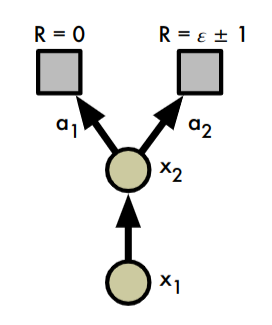 R = 0
R = ε ± 1
a₁
a₂
x₂
x₁